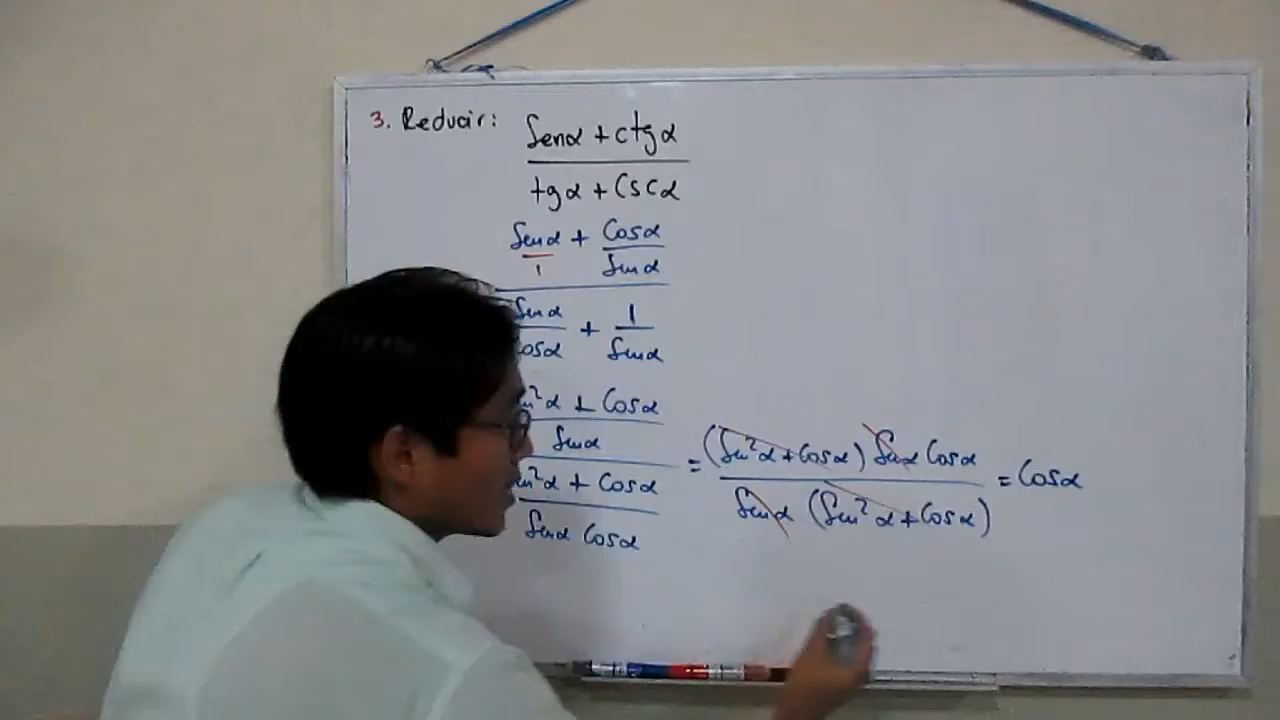 3. Reducir: Senα + ctgα
tgα + Cscα
Senα + Cosα
1 Senα
Senα + 1
Senα
Cosα
Senα
Senα Cosα
= (Sen²α + Cosα) Senα Cosα = Cosα
Senα (Sen²α + Cosα)